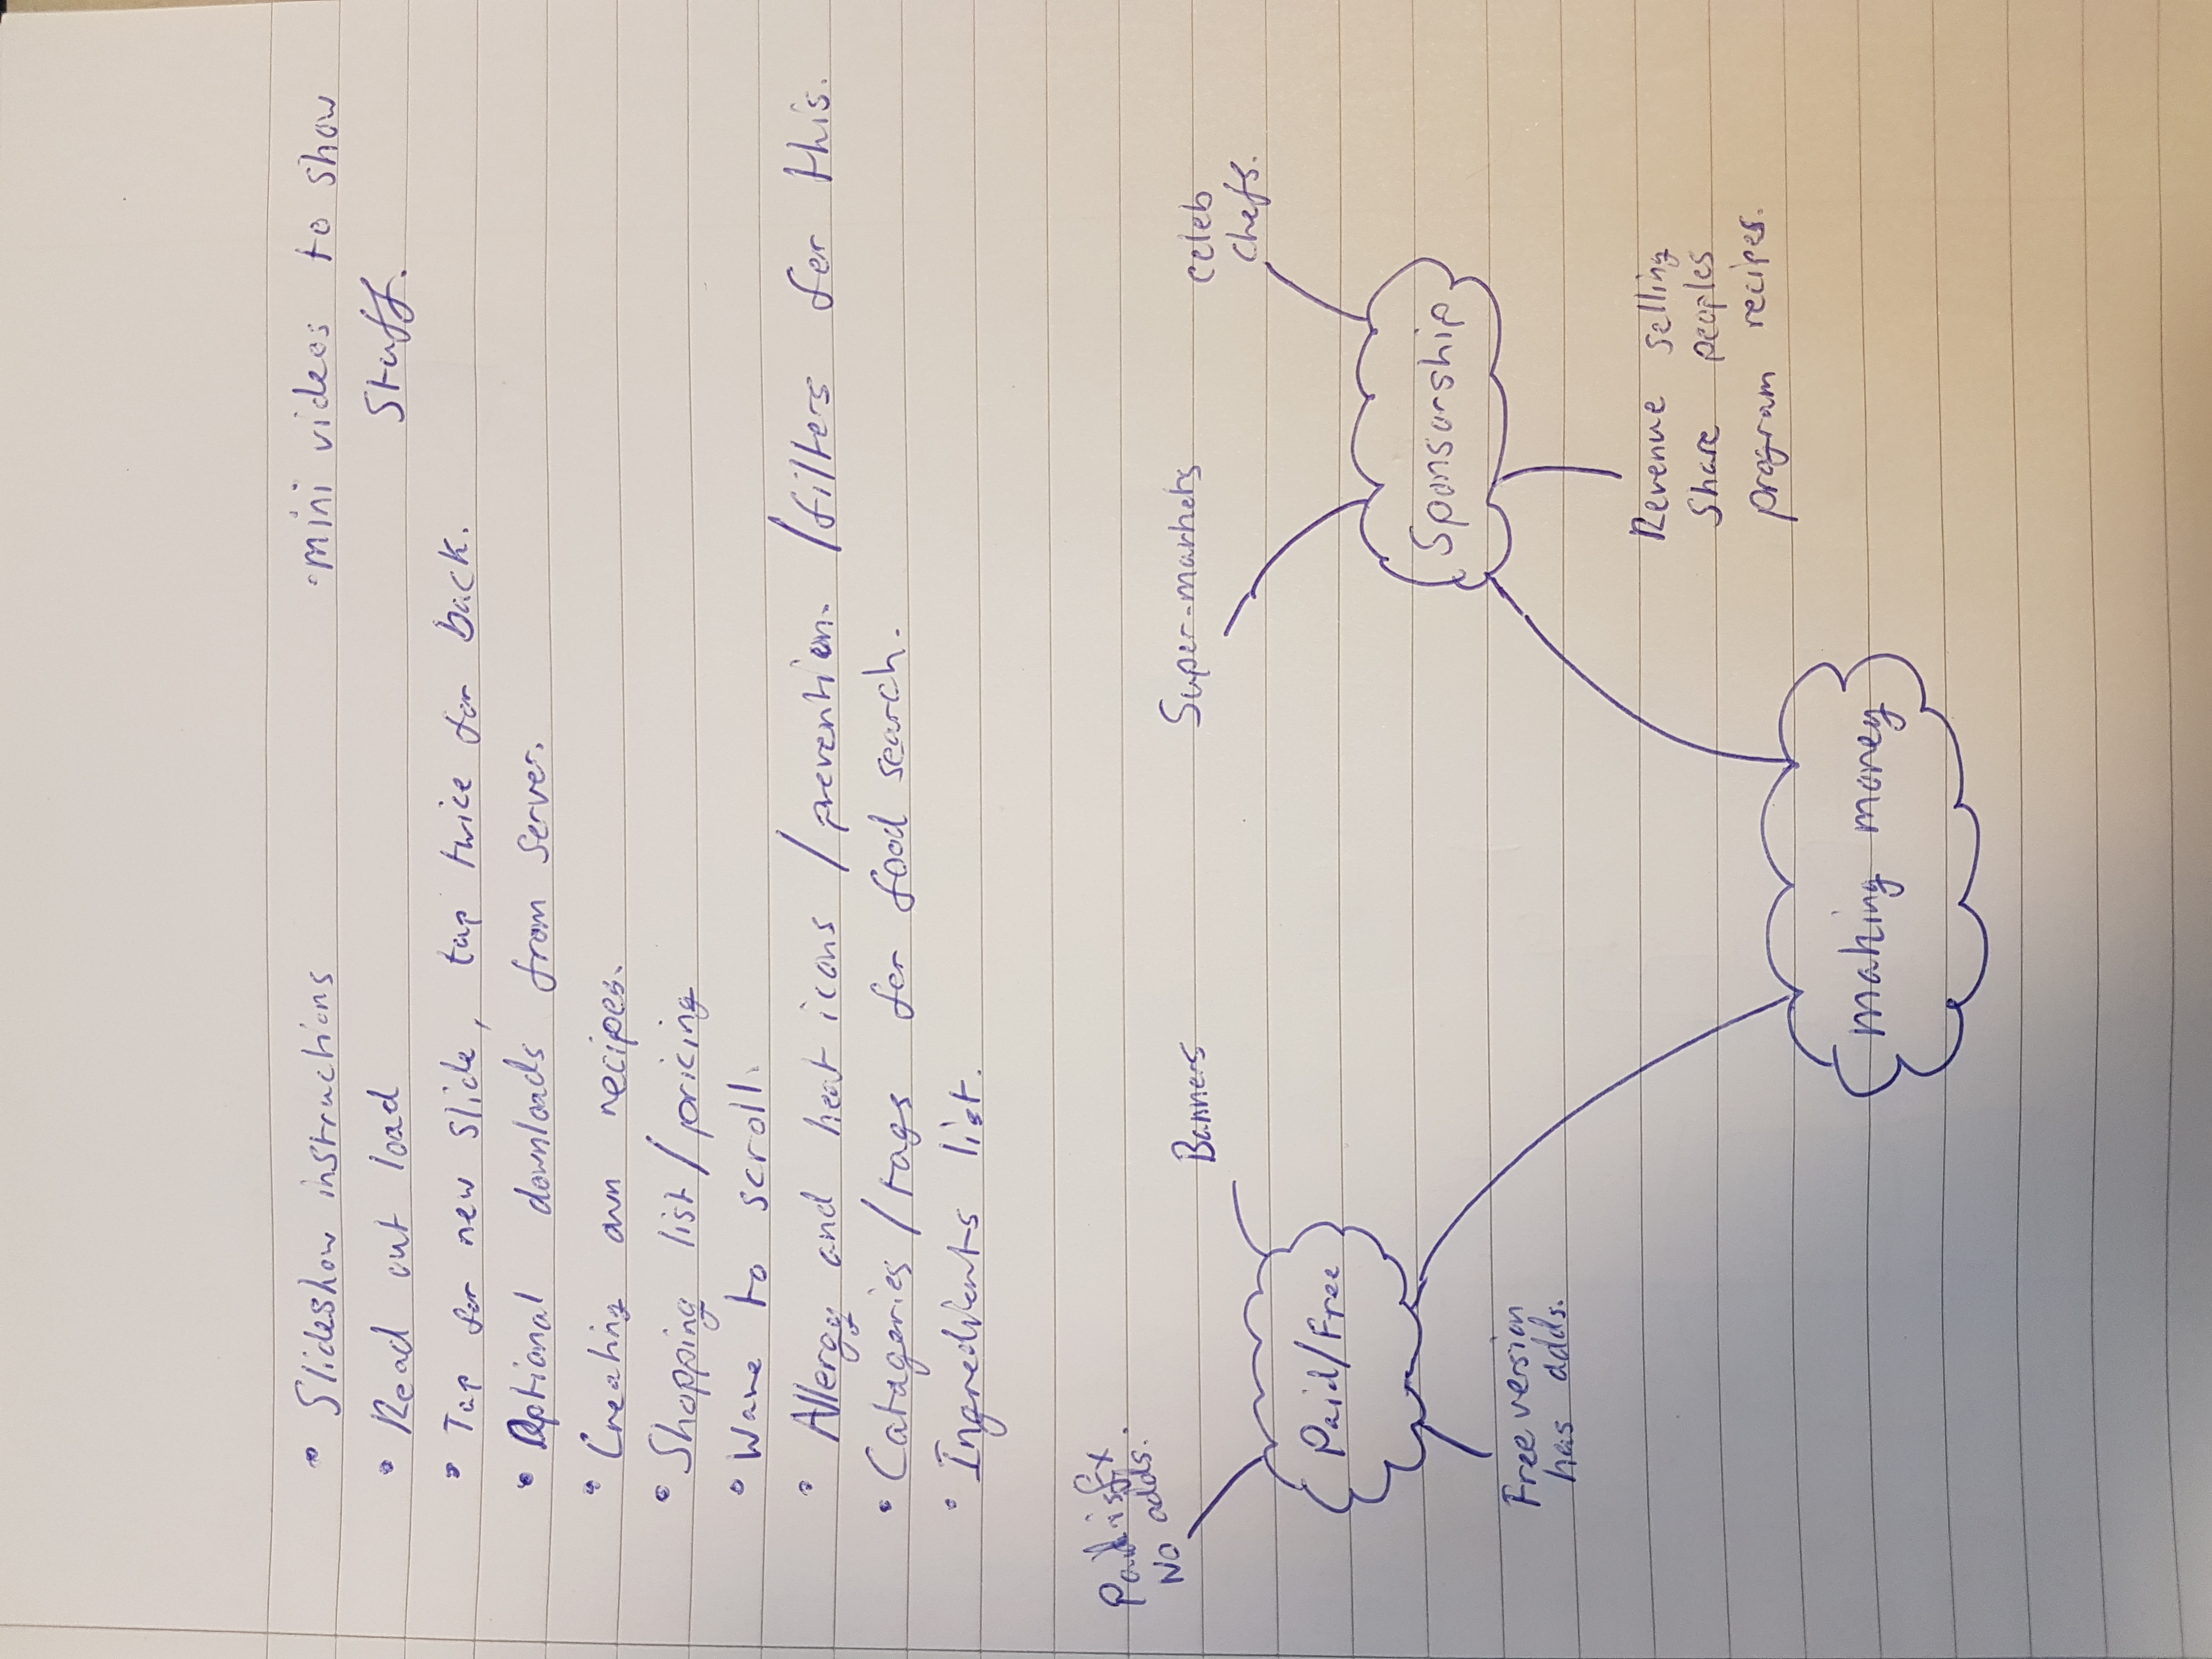 • Slideshow instructions
• mini videos to show
stuff.
• Read out load
• Tap for new slide, tap twice for back.
• Optional downloads from server.
• Creating own recipes.
• Shopping list/pricing
• Wave to scroll.
• Allergy and heat icons /prevention. /filters for this.
• Catagories/tags for food search.
• Ingredients list.
Paid is
No adds.
Banners
Paid/Free
Free version
has adds.
Super-markets
Celeb
Chefs.
Sponsorship
Revenue selling
Share peoples
program recipes.
making money